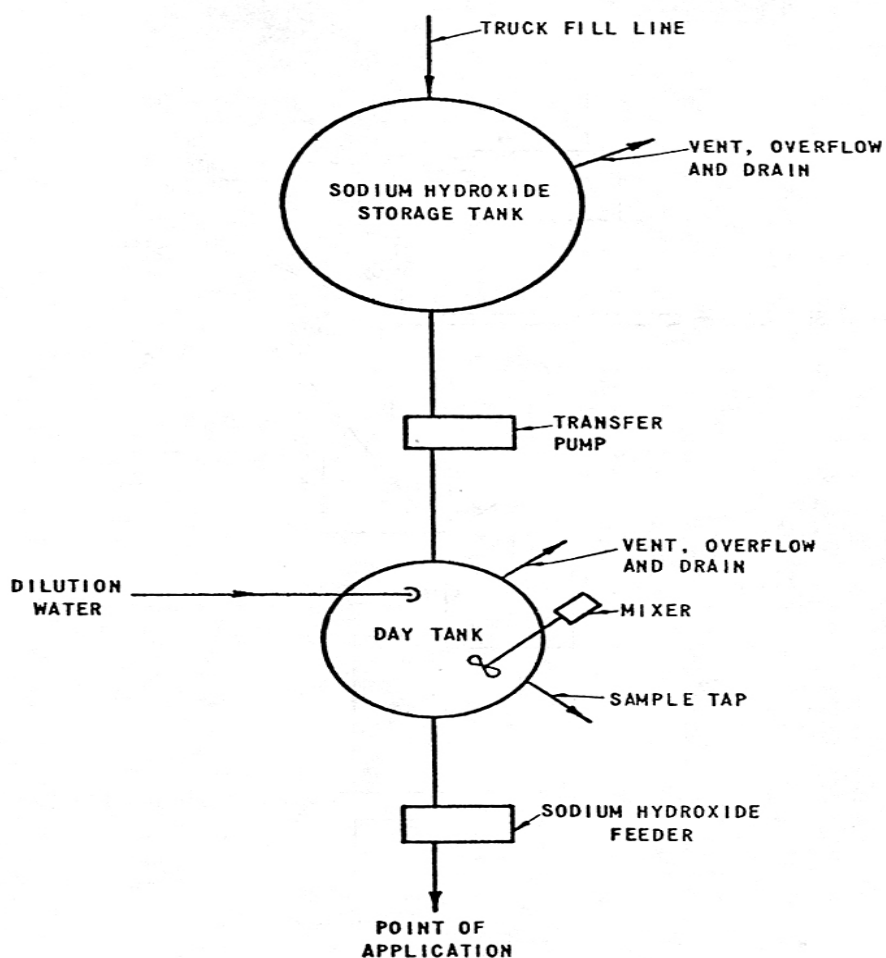 TRUCK FILL LINE
VENT, OVERFLOW
AND DRAIN
SODIUM HYDROXIDE
STORAGE TANK
TRANSFER
PUMP
VENT, OVERFLOW
AND DRAIN
DILUTION
WATER
MIXER
DAY TANK
SAMPLE TAP
SODIUM HYDROXIDE
FEEDER
POINT OF
APPLICATION